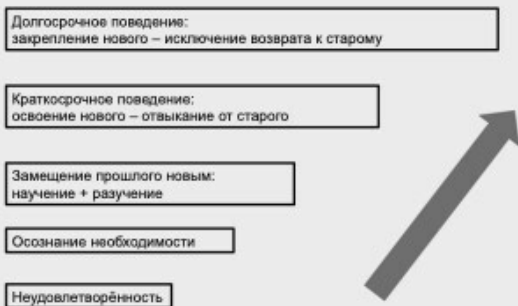 Долгосрочное поведение:
закрепление нового – исключение возврата к старому
Краткосрочное поведение:
освоение нового – отвыкание от старого
Замещение прошлого новым:
научение + разучение
Осознание необходимости
Неудовлетворённость